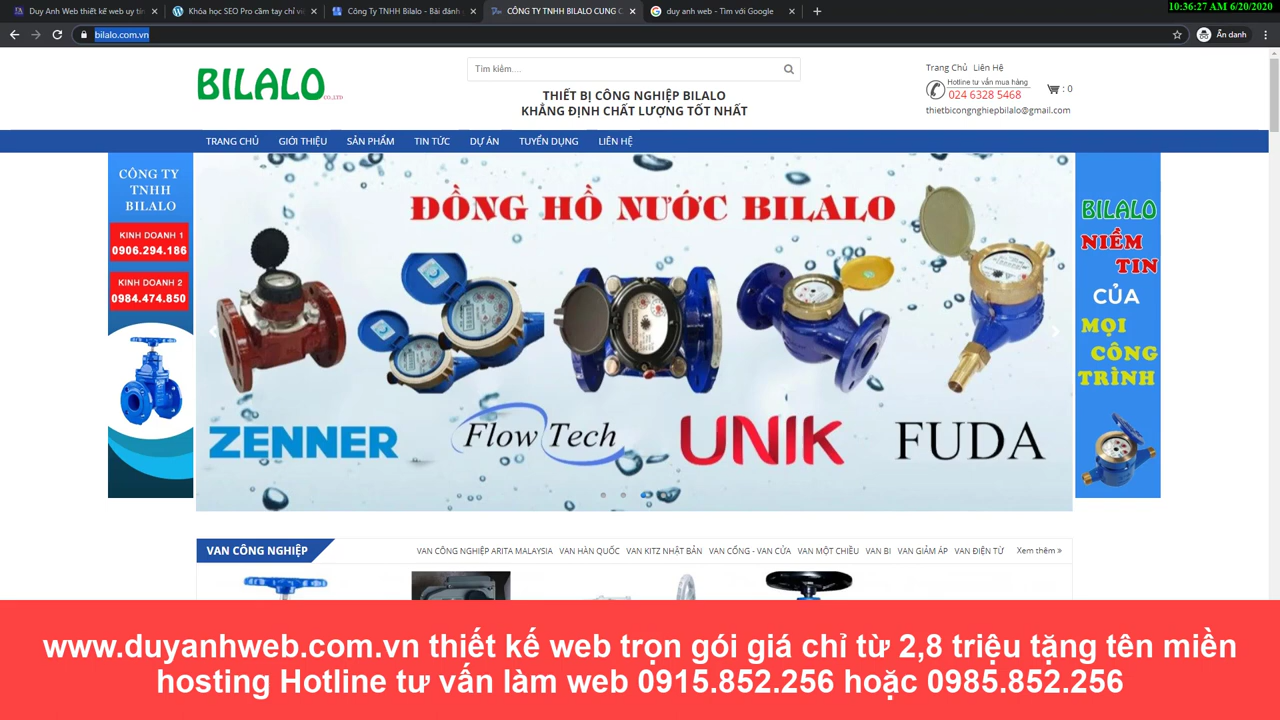 10:36:27 AM 6/20/2020
Duy Anh Web thiết kế web uy tín
Khóa học SEO Pro cầm tay chỉ vi
Công Ty TNHH Bilalo - Bài đánh
CÔNG TY TNHH BILALO CUNG C
duy anh web - Tìm với Google
bilalo.com.vn
Ẩn danh
BILALO
CO.,LTD
Tìm kiếm....
THIẾT BỊ CÔNG NGHIỆP BILALO
KHẲNG ĐỊNH CHẤT LƯỢNG TỐT NHẤT
Trang Chủ Liên Hệ
Hotline tư vấn mua hàng
024 6328 5468
: 0
thietbicongnghiepbilalo@gmail.com
TRANG CHỦ GIỚI THIỆU SẢN PHẨM TIN TỨC DỰ ÁN TUYỂN DỤNG LIÊN HỆ
CÔNG TY
TNHH
BILALO
KINH DOANH 1
0906.294.186
KINH DOANH 2
0984.474.850
ĐỒNG HỒ NƯỚC BILALO
ZENNER FlowTech UNIK FUDA
BILALO
NIỀM
TIN
CỦA
MỌI
CÔNG
TRÌNH
VAN CÔNG NGHIỆP
VAN CÔNG NGHIỆP ARITA MALAYSIA VAN HÀN QUỐC VAN KITZ NHẬT BẢN VAN CỔNG - VAN CỬA VAN MỘT CHIỀU VAN BI VAN GIẢM ÁP VAN ĐIỆN TỪ Xem thêm »
www.duyanhweb.com.vn thiết kế web trọn gói giá chỉ từ 2,8 triệu tặng tên miền
hosting Hotline tư vấn làm web 0915.852.256 hoặc 0985.852.256